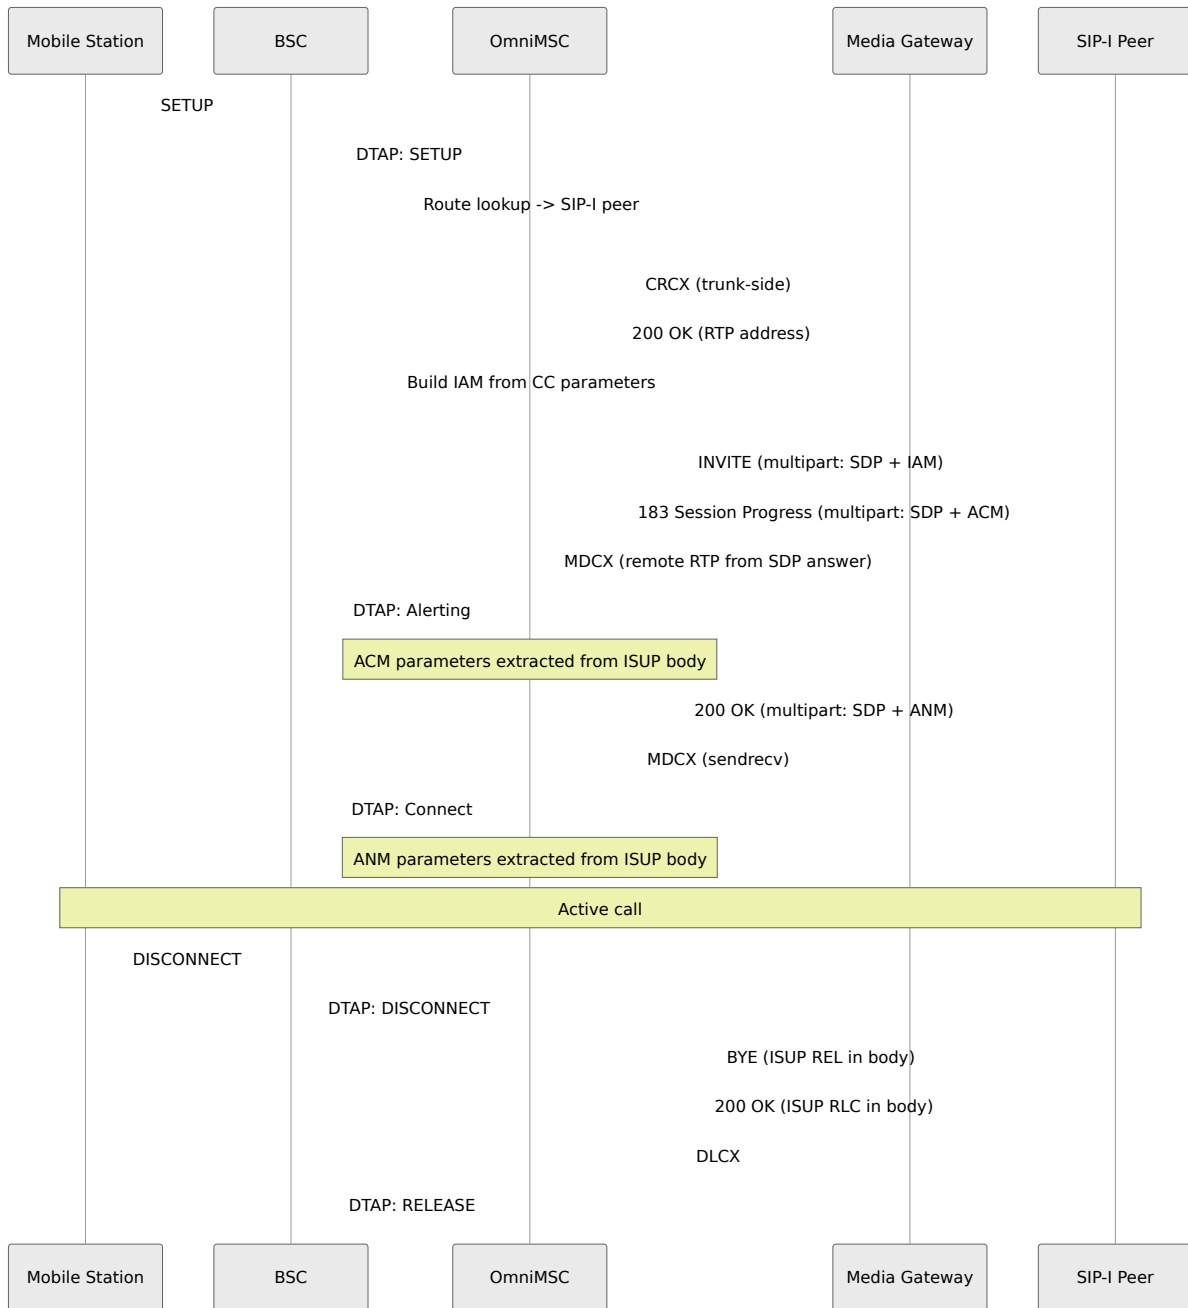 Mobile Station
BSC
OmniMSC
Media Gateway
SIP-I Peer
SETUP
DTAP: SETUP
Route lookup -> SIP-I peer
CRCX (trunk-side)
200 OK (RTP address)
Build IAM from CC parameters
INVITE (multipart: SDP + IAM)
183 Session Progress (multipart: SDP + ACM)
MDCX (remote RTP from SDP answer)
DTAP: Alerting
ACM parameters extracted from ISUP body
200 OK (multipart: SDP + ANM)
MDCX (sendrecv)
DTAP: Connect
ANM parameters extracted from ISUP body
Active call
DISCONNECT
DTAP: DISCONNECT
BYE (ISUP REL in body)
200 OK (ISUP RLC in body)
DLCX
DTAP: RELEASE
Mobile Station
BSC
OmniMSC
Media Gateway
SIP-I Peer